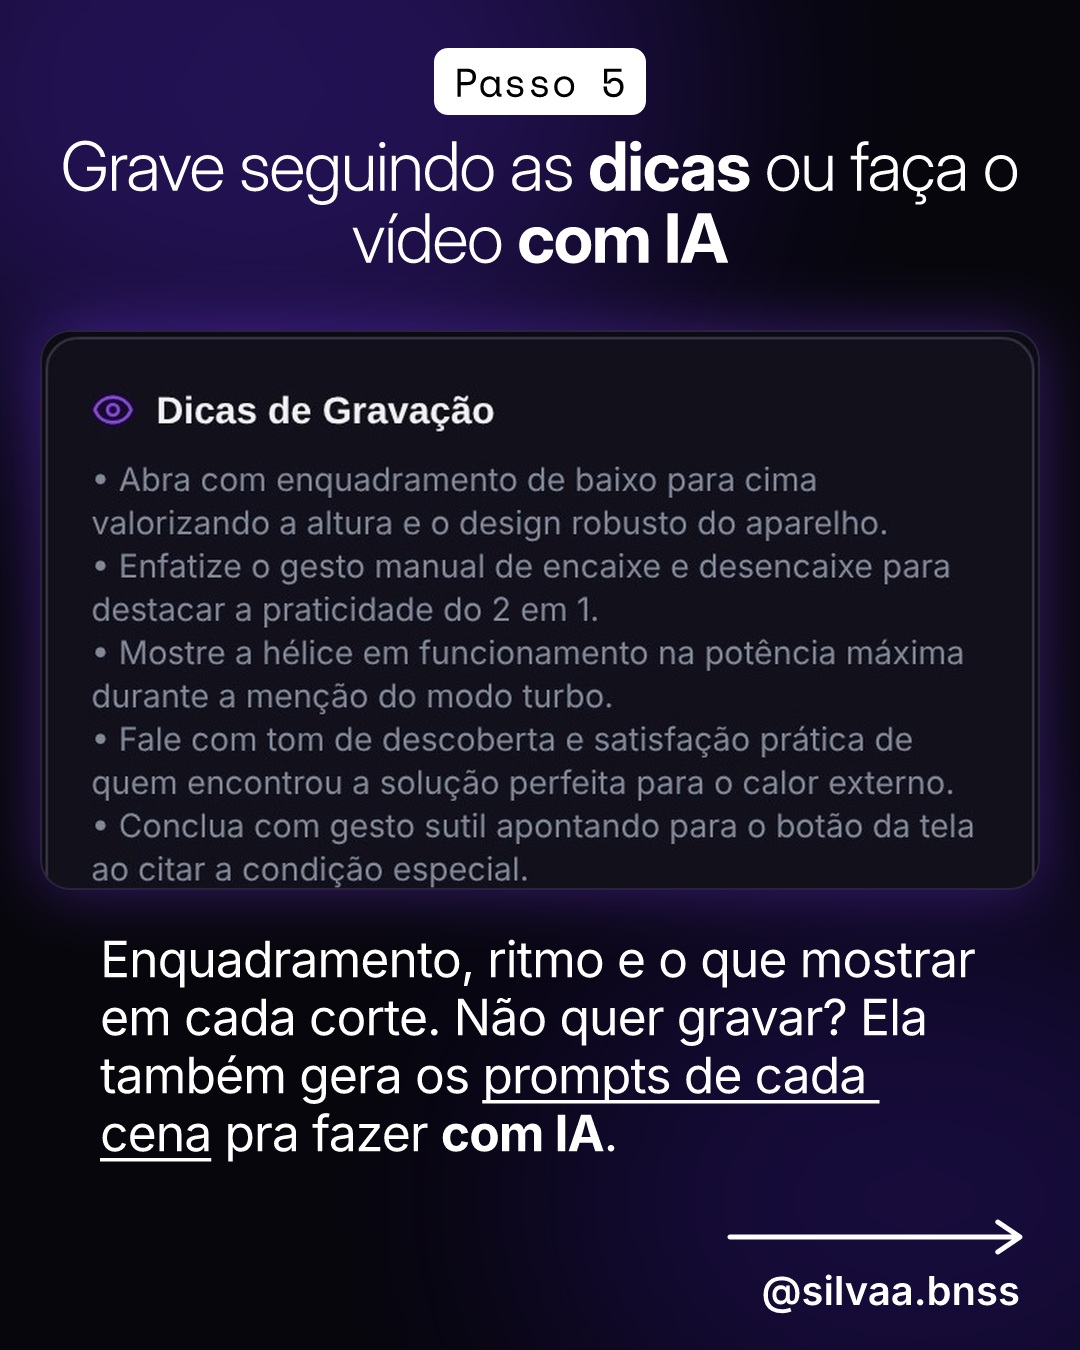 Passo 5
Grave seguindo as dicas ou faça o
vídeo com IA
Dicas de Gravação
• Abra com enquadramento de baixo para cima
valorizando a altura e o design robusto do aparelho.
• Enfatize o gesto manual de encaixe e desencaixe para
destacar a praticidade do 2 em 1.
• Mostre a hélice em funcionamento na potência máxima
durante a menção do modo turbo.
• Fale com tom de descoberta e satisfação prática de
quem encontrou a solução perfeita para o calor externo.
• Conclua com gesto sutil apontando para o botão da tela
ao citar a condição especial.
Enquadramento, ritmo e o que mostrar
em cada corte. Não quer gravar? Ela
também gera os prompts de cada
cena pra fazer com IA.
@silvaa.bnss